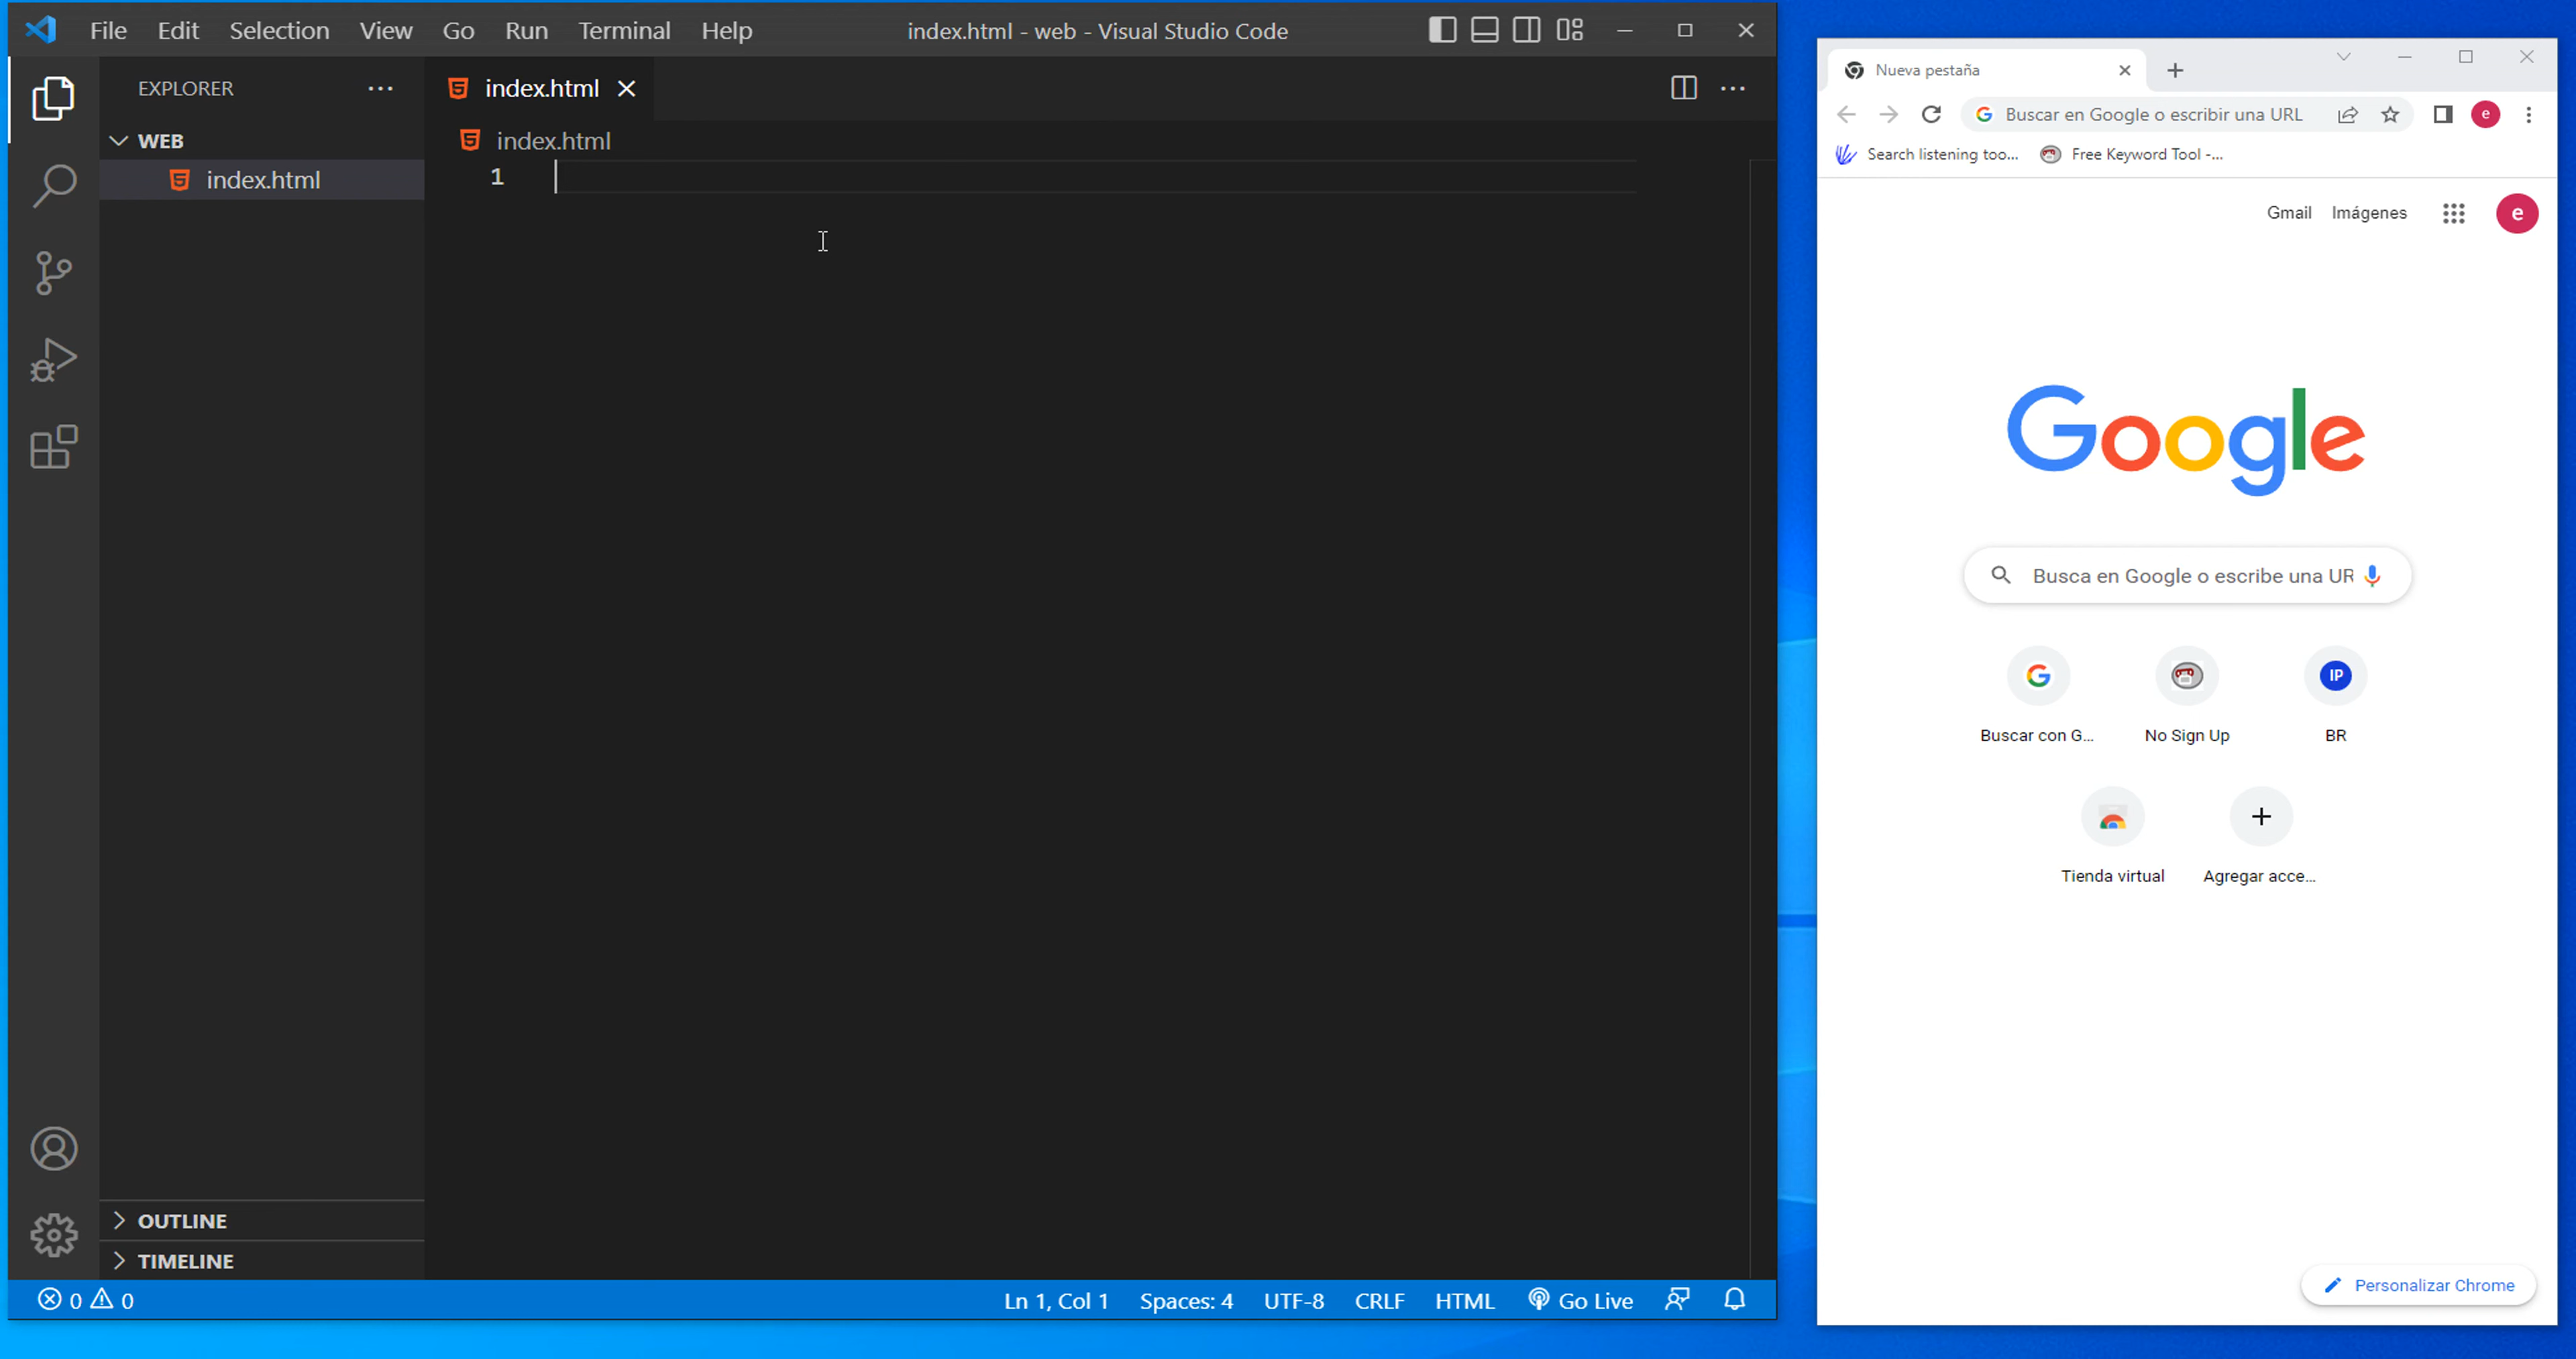 File Edit Selection View Go Run Terminal Help
index.html - web - Visual Studio Code
EXPLORER
WEB
index.html
OUTLINE
TIMELINE
index.html
index.html
1
0 0
Ln 1, Col 1 Spaces: 4 UTF-8 CRLF HTML Go Live
Nueva pestaña
Buscar en Google o escribir una URL
e
Search listening too... Free Keyword Tool -...
Gmail Imágenes
e
Google
Busca en Google o escribe una UR
IP
Buscar con G... No Sign Up BR
Tienda virtual Agregar acce...
Personalizar Chrome